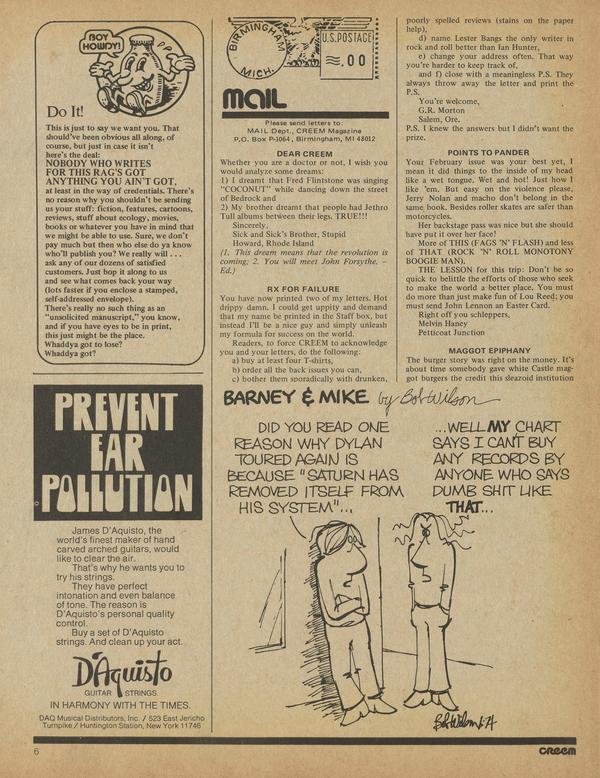 BOY
HOWDY!
Do It!
This is just to say we want you. That
should've been obvious all along, of
course, but just in case it isn't
here's the deal:
NOBODY WHO WRITES
FOR THIS RAG'S GOT
ANYTHING YOU AIN'T GOT,
at least in the way of credentials. There's
no reason why you shouldn't be sending
us your stuff: fiction, features, cartoons,
reviews, stuff about ecology, movies,
books or whatever you have in mind that
we might be able to use. Sure, we don't
pay much but then who else do ya know
who'll publish you? We really will . . .
ask any of our dozens of satisfied
customers. Just bop it along to us
and see what comes back your way
(lots faster if you enclose a stamped,
self-addressed envelope).
There's really no such thing as an
"unsolicited manuscript," you know,
and if you have eyes to be in print,
this just might be the place.
Whaddya got to lose?
Whaddya got?
PREVENT
EAR
POLLUTION
James D'Aquisto, the
world's finest maker of hand
carved arched guitars, would
like to clear the air.
That's why he wants you to
try his strings.
They have perfect
intonation and even balance
of tone. The reason is
D'Aquisto's personal quality
control.
Buy a set of D'Aquisto
strings. And clean up your act.
D'Aquisto
GUITAR STRINGS
IN HARMONY WITH THE TIMES.
DAQ Musical Distributors, Inc. / 523 East Jericho
Turnpike / Huntington Station, New York 11746
BIRMINGHAM
MICH.
U.S. POSTAGE
.00
mail
Please send letters to:
MAIL Dept., CREEM Magazine
P.O. Box P-1064, Birmingham, MI 48012
DEAR CREEM
Whether you are a doctor or not, I wish you
would analyze some dreams:
1) I dreamt that Fred Flintstone was singing
"COCONUT" while dancing down the street
of Bedrock and
2) My brother dreamt that people had Jethro
Tull albums between their legs. TRUE!!!
Sincerely,
Sick and Sick's Brother, Stupid
Howard, Rhode Island
(1. This dream means that the revolution is
coming; 2. You will meet John Forsythe. –
Ed.)
RX FOR FAILURE
You have now printed two of my letters. Hot
drippy damn. I could get uppity and demand
that my name be printed in the Staff box, but
instead I'll be a nice guy and simply unleash
my formula for success on the world.
Readers, to force CREEM to acknowledge
you and your letters, do the following:
a) buy at least four T-shirts,
b) order all the back issues you can,
c) bother them sporadically with drunken,
poorly spelled reviews (stains on the paper
help),
d) name Lester Bangs the only writer in
rock and roll better than Ian Hunter,
e) change your address often. That way
you're harder to keep track of,
and f) close with a meaningless P.S. They
always throw away the letter and print the
P.S.
You're welcome,
G.R. Morton
Salem, Ore.
P.S. I knew the answers but I didn't want the
prize.
POINTS TO PANDER
Your February issue was your best yet, I
mean it did things to the inside of my head
like a wet tongue. Wet and hot! Just how I
like 'em. But easy on the violence please,
Jerry Nolan and macho don't belong in the
same book. Besides roller skates are safer than
motorcycles.
Her backstage pass was nice but she should
have put it over her face!
More of THIS (FAGS 'N' FLASH) and less
of THAT (ROCK 'N' ROLL MONOTONY
BOOGIE MAN).
THE LESSON for this trip: Don't be so
quick to belittle the efforts of those who seek
to make the world a better place. You must
do more than just make fun of Lou Reed; you
must send John Lennon an Easter Card.
Right off you schleppers,
Melvin Haney
Petticoat Junction
MAGGOT EPIPHANY
The burger story was right on the money. It's
about time somebody gave white Castle mag-
got burgers the credit this sleazoid institution
BARNEY & MIKE by Bob Wilson
DID YOU READ ONE
REASON WHY DYLAN
TOURED AGAIN IS
BECAUSE "SATURN HAS
REMOVED ITSELF FROM
HIS SYSTEM"...
...WELL MY CHART
SAYS I CAN'T BUY
ANY RECORDS BY
ANYONE WHO SAYS
DUMB SHIT LIKE
THAT...
Bob Wilson 74
6
CREEM